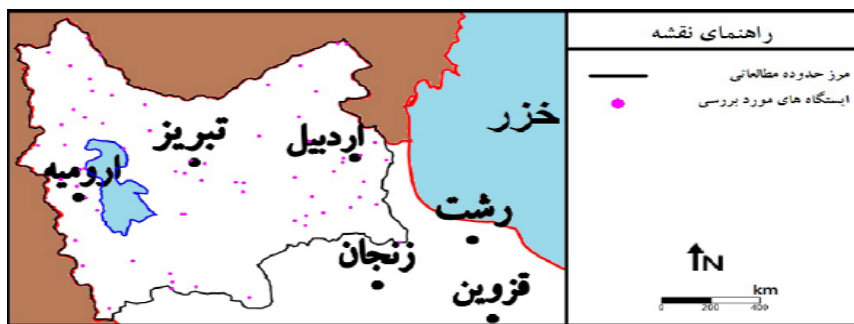 راهنمای نقشه
مرز حدوده مطالعاتی
ایستگاه های مورد بررسی
خزر
تبریز
اردبیل
ارومیه
رشت
زنجان
قزوین
N
km
0 200 400